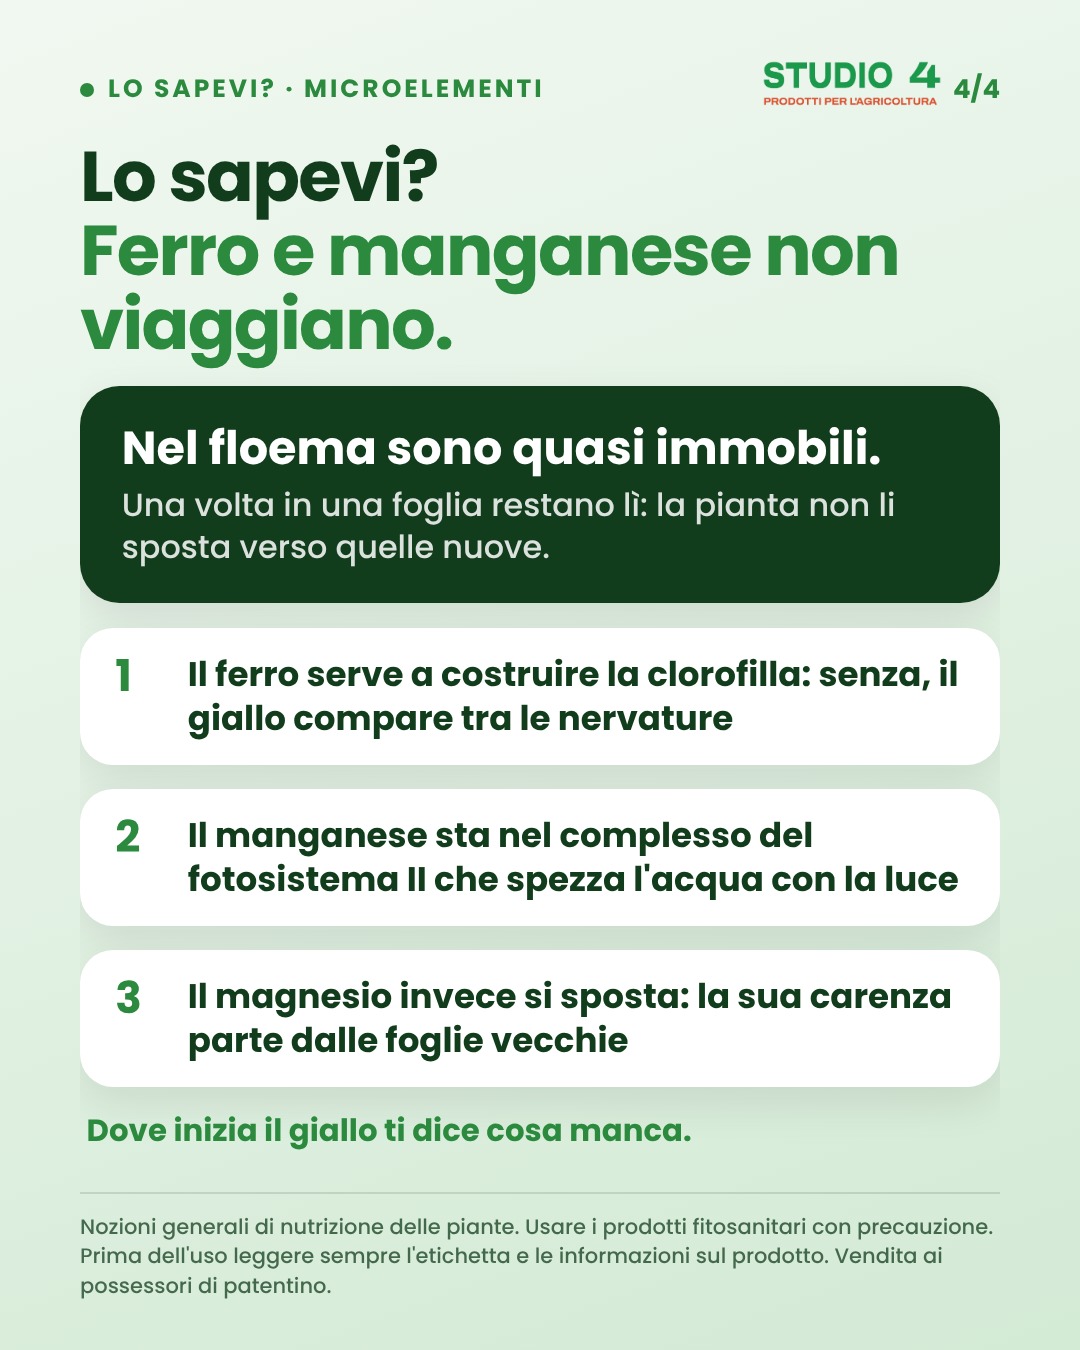 LO SAPEVI? · MICROELEMENTI
STUDIO 4
PRODOTTI PER L'AGRICOLTURA
4/4
Lo sapevi?
Ferro e manganese non
viaggiano.
Nel floema sono quasi immobili.
Una volta in una foglia restano lì: la pianta non li
sposta verso quelle nuove.
1 Il ferro serve a costruire la clorofilla: senza, il
giallo compare tra le nervature
2 Il manganese sta nel complesso del
fotosistema II che spezza l'acqua con la luce
3 Il magnesio invece si sposta: la sua carenza
parte dalle foglie vecchie
Dove inizia il giallo ti dice cosa manca.
Nozioni generali di nutrizione delle piante. Usare i prodotti fitosanitari con precauzione.
Prima dell'uso leggere sempre l'etichetta e le informazioni sul prodotto. Vendita ai
possessori di patentino.